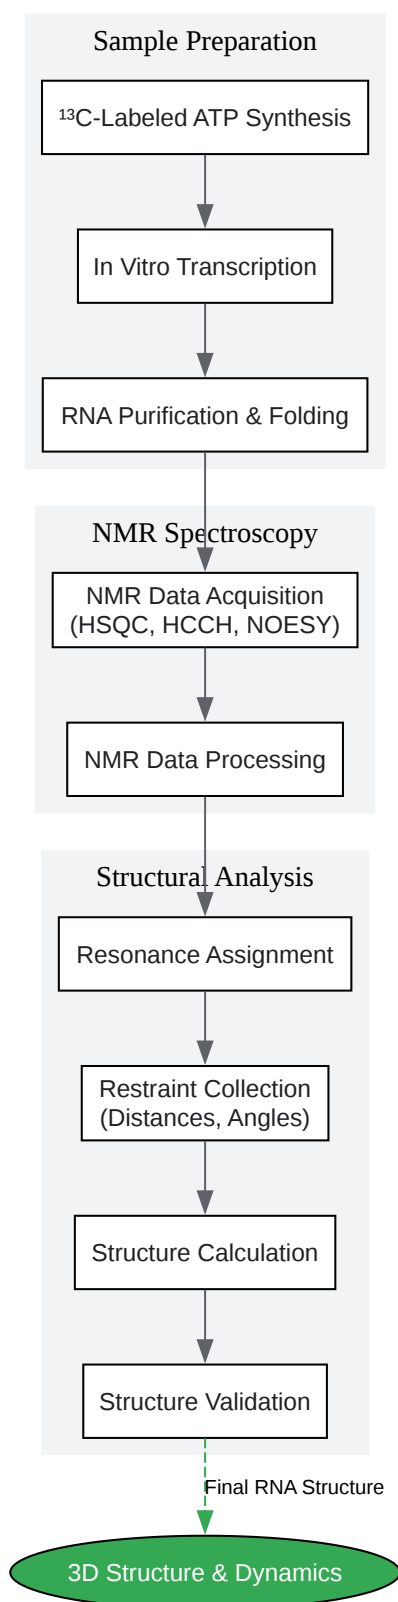 Sample Preparation
¹³C-Labeled ATP Synthesis
In Vitro Transcription
RNA Purification & Folding
NMR Spectroscopy
NMR Data Acquisition
(HSQC, HCCH, NOESY)
NMR Data Processing
Structural Analysis
Resonance Assignment
Restraint Collection
(Distances, Angles)
Structure Calculation
Structure Validation
Final RNA Structure
3D Structure & Dynamics